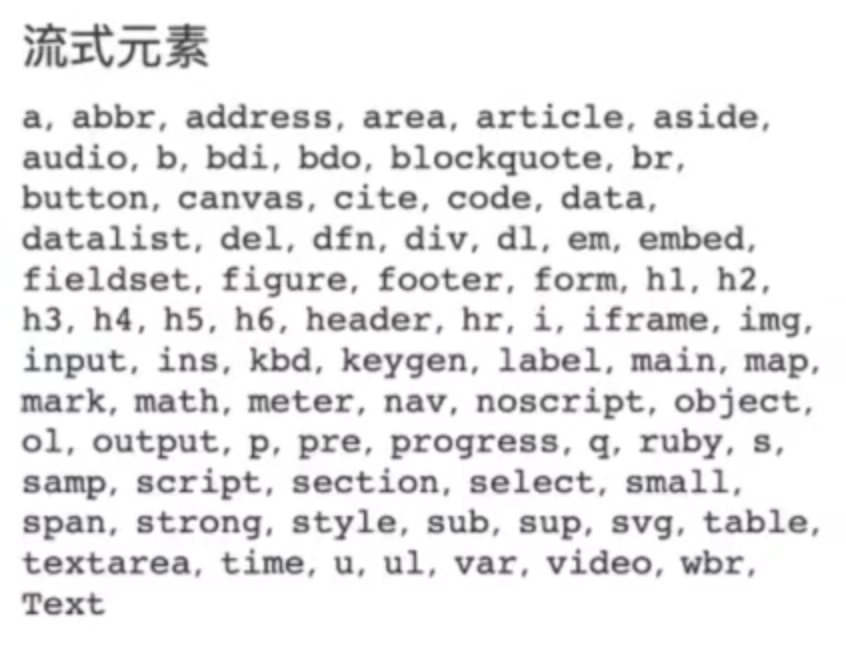 流式元素
a, abbr, address, area, article, aside,
audio, b, bdi, bdo, blockquote, br,
button, canvas, cite, code, data,
datalist, del, dfn, div, dl, em, embed,
fieldset, figure, footer, form, h1, h2,
h3, h4, h5, h6, header, hr, i, iframe, img,
input, ins, kbd, keygen, label, main, map,
mark, math, meter, nav, noscript, object,
ol, output, p, pre, progress, q, ruby, s,
samp, script, section, select, small,
span, strong, style, sub, sup, svg, table,
textarea, time, u, ul, var, video, wbr,
Text